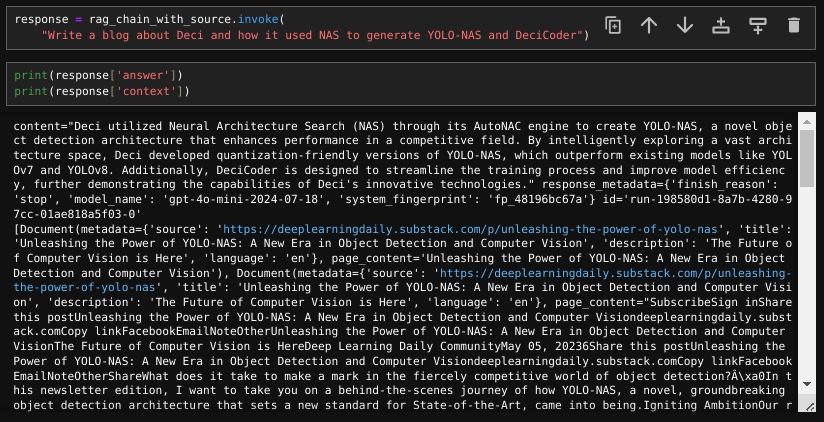 response = rag_chain_with_source.invoke(
    "Write a blog about Deci and how it used NAS to generate YOLO-NAS and DeciCoder")
print(response['answer'])
print(response['context'])
content="Deci utilized Neural Architecture Search (NAS) through its AutoNAC engine to create YOLO-NAS, a novel obje
ct detection architecture that enhances performance in a competitive field. By intelligently exploring a vast archi
tecture space, Deci developed quantization-friendly versions of YOLO-NAS, which outperform existing models like YOL
Ov7 and YOLOv8. Additionally, DeciCoder is designed to streamline the training process and improve model efficienc
y, further demonstrating the capabilities of Deci's innovative technologies." response_metadata={'finish_reason':
'stop', 'model_name': 'gpt-4o-mini-2024-07-18', 'system_fingerprint': 'fp_48196bc67a'} id='run-198580d1-8a7b-4280-9
7cc-01ae818a5f03-0'
[Document(metadata={'source': 'https://deeplearningdaily.substack.com/p/unleashing-the-power-of-yolo-nas', 'title':
'Unleashing the Power of YOLO-NAS: A New Era in Object Detection and Computer Vision', 'description': 'The Future o
f Computer Vision is Here', 'language': 'en'}, page_content='Unleashing the Power of YOLO-NAS: A New Era in Object
Detection and Computer Vision'), Document(metadata={'source': 'https://deeplearningdaily.substack.com/p/unleashing-
the-power-of-yolo-nas', 'title': 'Unleashing the Power of YOLO-NAS: A New Era in Object Detection and Computer Visi
on', 'description': 'The Future of Computer Vision is Here', 'language': 'en'}, page_content="SubscribeSign inShare
this postUnleashing the Power of YOLO-NAS: A New Era in Object Detection and Computer Visiondeeplearningdaily.subst
ack.comCopy linkFacebookEmailNoteOtherUnleashing the Power of YOLO-NAS: A New Era in Object Detection and Computer
VisionThe Future of Computer Vision is HereDeep Learning Daily CommunityMay 05, 20236Share this postUnleashing the
Power of YOLO-NAS: A New Era in Object Detection and Computer Visiondeeplearningdaily.substack.comCopy linkFacebook
EmailNoteOtherShareWhat does it take to make a mark in the fiercely competitive world of object detection?Â\xa0In t
his newsletter edition, I want to take you on a behind-the-scenes journey of how YOLO-NAS, a novel, groundbreaking
object detection architecture that sets a new standard for State-of-the-Art, came into being.Igniting AmbitionOur r